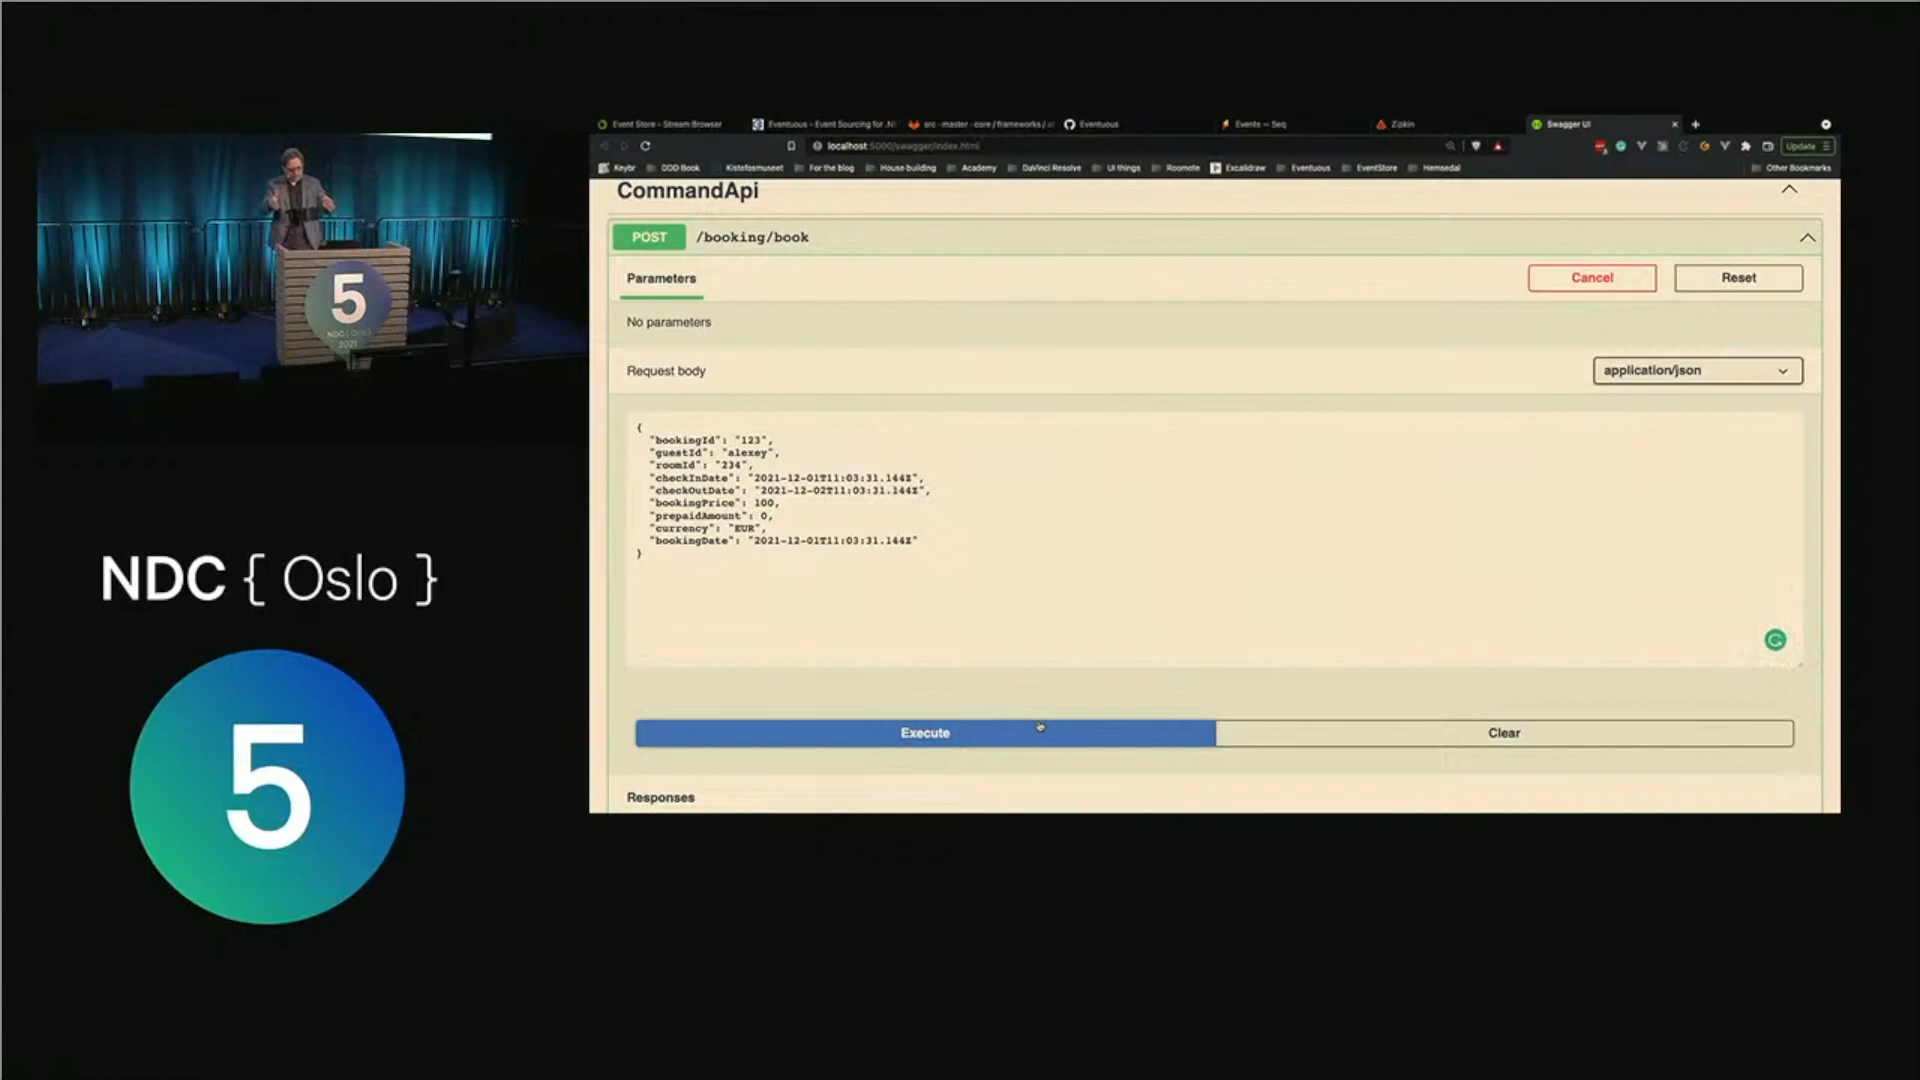 5
NDC { Oslo }
2021
NDC { Oslo }
5
Event Store - Stream Browser
Eventuous - Event Sourcing for .NE
src · master · core / frameworks / at
Eventuous
Events — Seq
Zipkin
Swagger UI
localhost:5000/swagger/index.html
Update
Keybr
DDD Book
Kistefosmuseet
For the blog
House building
Academy
DaVinci Resolve
UI things
Roomote
Excalidraw
Eventuous
EventStore
Hemsedal
Other Bookmarks
CommandApi
POST /booking/book
Parameters
Cancel
Reset
No parameters
Request body
application/json
{
"bookingId": "123",
"guestId": "alexey",
"roomId": "234",
"checkInDate": "2021-12-01T11:03:31.144Z",
"checkOutDate": "2021-12-02T11:03:31.144Z",
"bookingPrice": 100,
"prepaidAmount": 0,
"currency": "EUR",
"bookingDate": "2021-12-01T11:03:31.144Z"
}
Execute
Clear
Responses